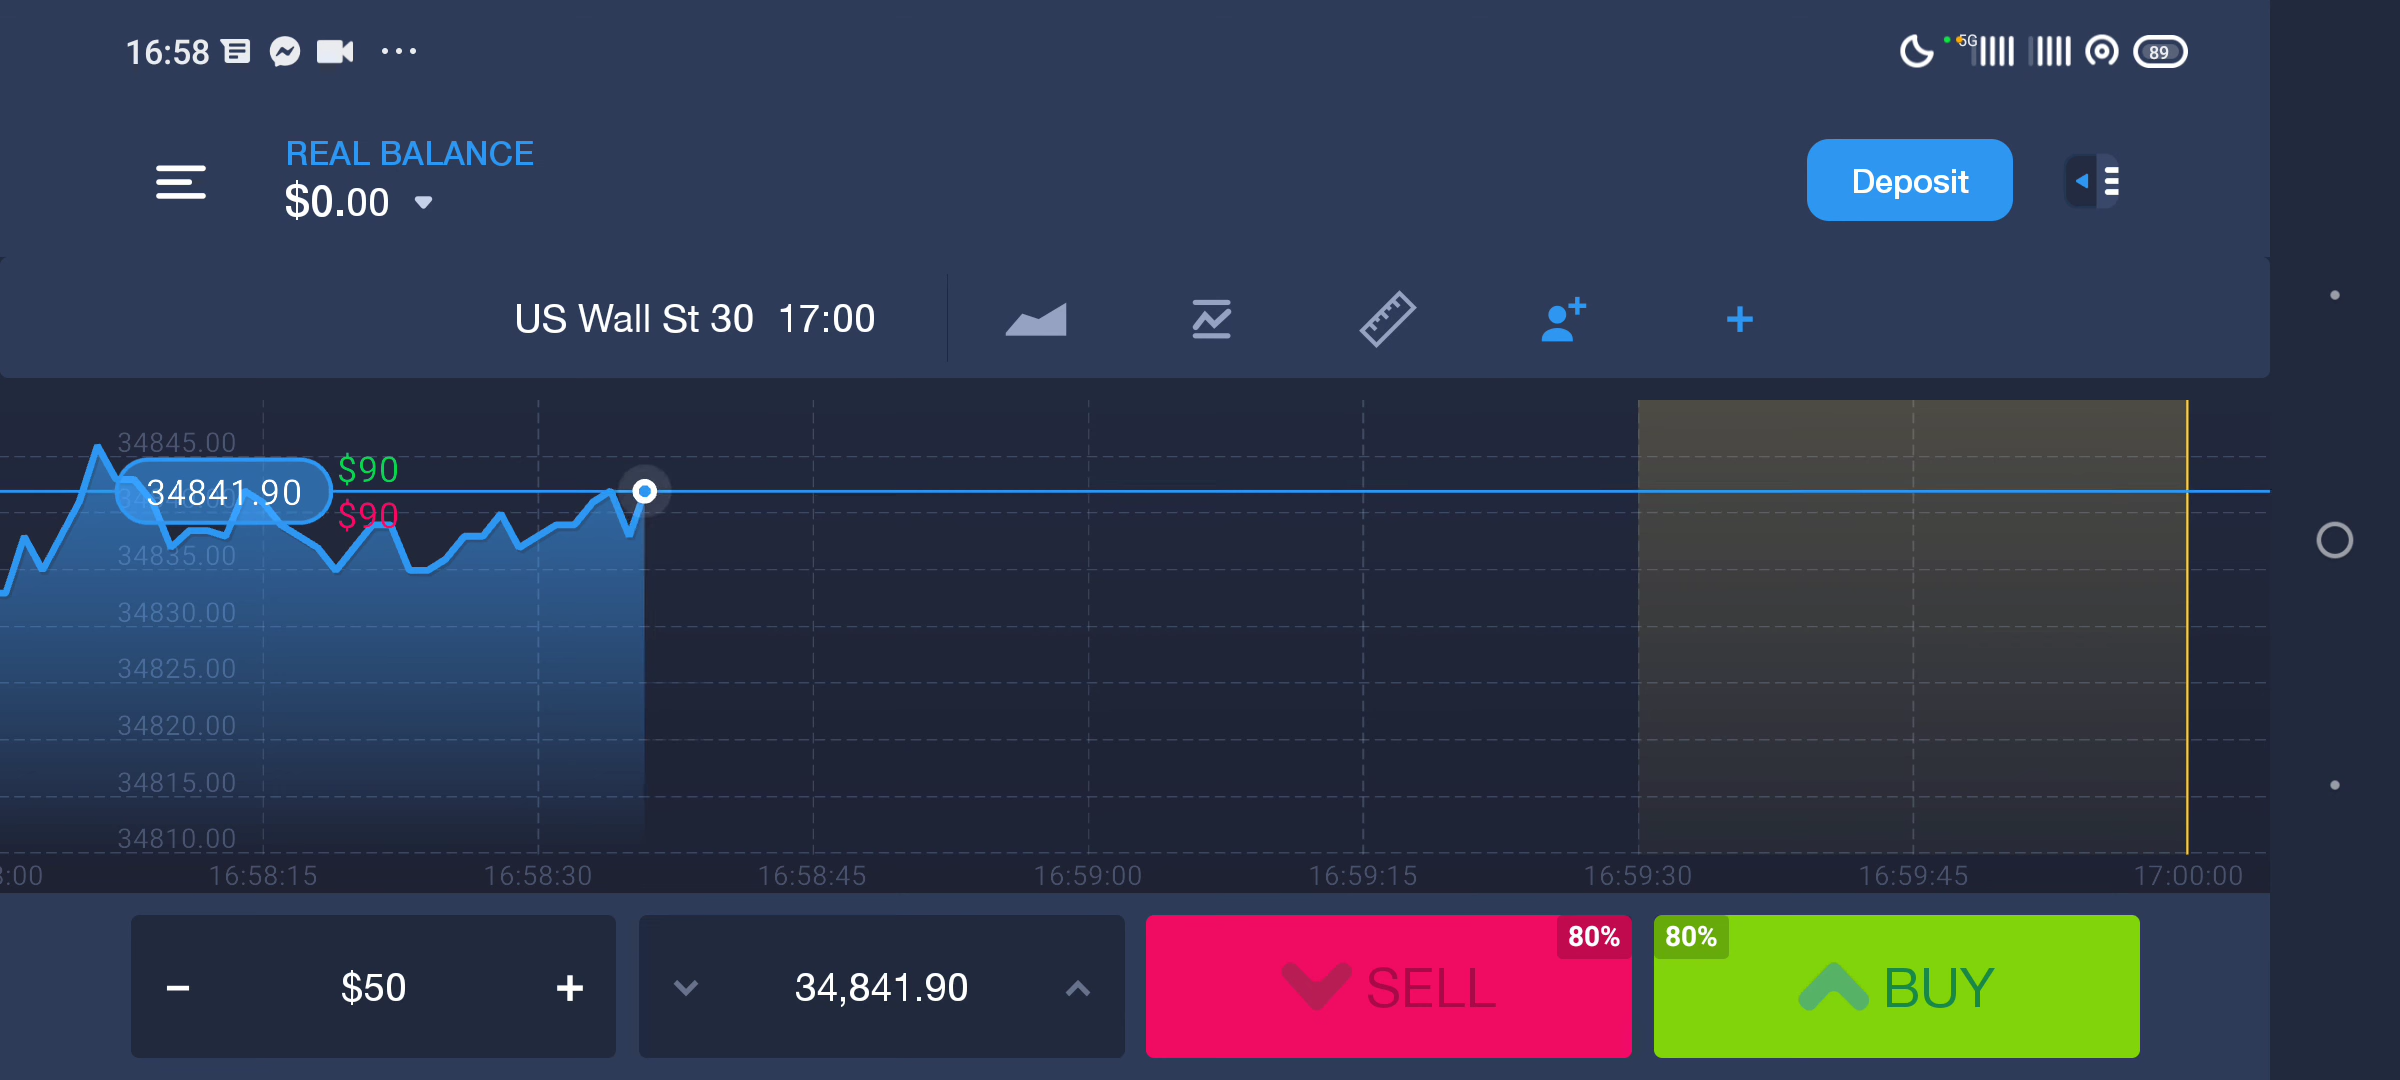 16:58
5G
89
REAL BALANCE
$0.00
Deposit
US Wall St 30 17:00
34845.00
$90
34841.90
$90
34835.00
34830.00
34825.00
34820.00
34815.00
34810.00
:00 16:58:15 16:58:30 16:58:45 16:59:00 16:59:15 16:59:30 16:59:45 17:00:00
80% 80%
- $50 + 34,841.90 SELL BUY